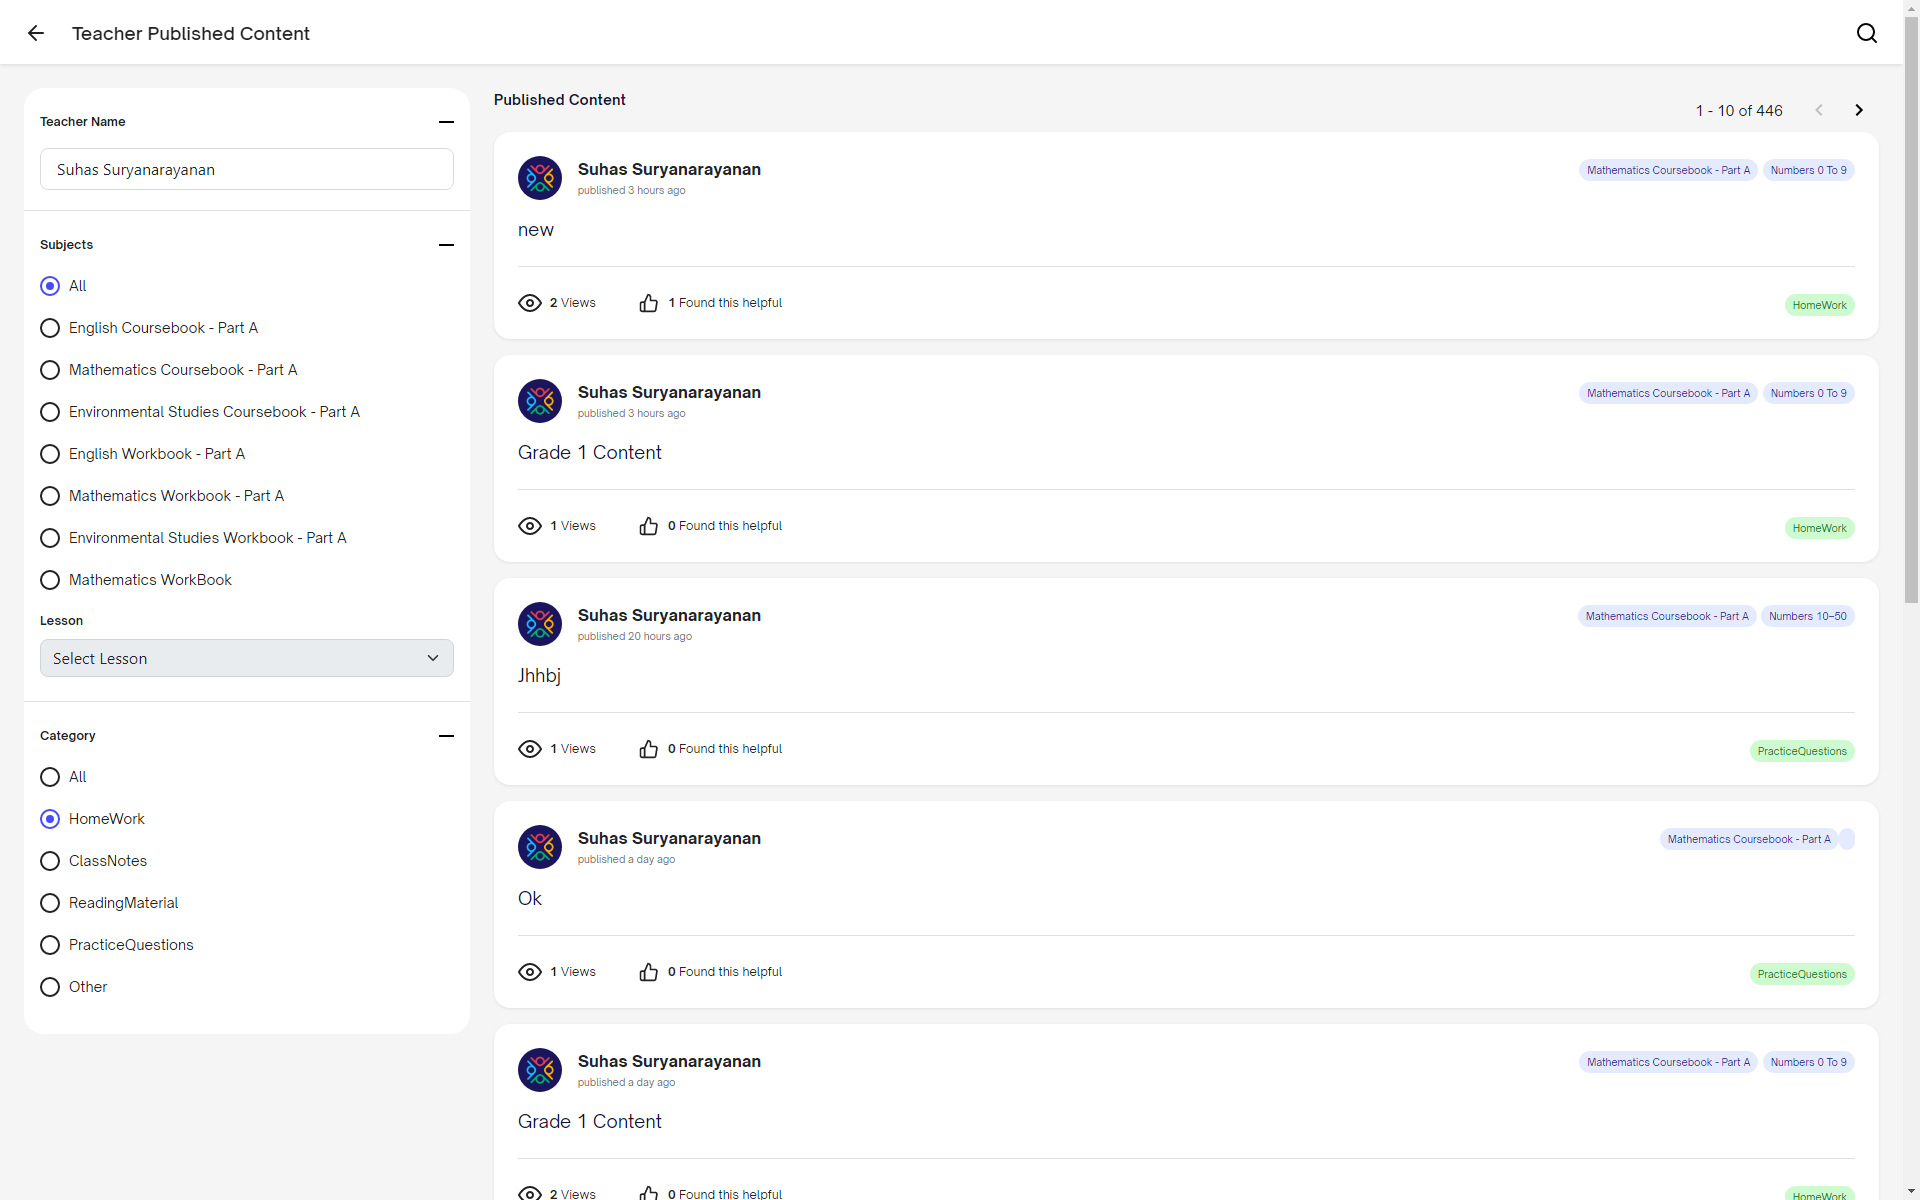 Teacher Published Content
Teacher Name
Suhas Suryanarayanan
Subjects
All
English Coursebook - Part A
Mathematics Coursebook - Part A
Environmental Studies Coursebook - Part A
English Workbook - Part A
Mathematics Workbook - Part A
Environmental Studies Workbook - Part A
Mathematics WorkBook
Lesson
Select Lesson
Category
All
HomeWork
ClassNotes
ReadingMaterial
PracticeQuestions
Other
Published Content
1 - 10 of 446
Suhas Suryanarayanan
published 3 hours ago
Mathematics Coursebook - Part A Numbers 0 To 9
new
2 Views 1 Found this helpful
HomeWork
Suhas Suryanarayanan
published 3 hours ago
Mathematics Coursebook - Part A Numbers 0 To 9
Grade 1 Content
1 Views 0 Found this helpful
HomeWork
Suhas Suryanarayanan
published 20 hours ago
Mathematics Coursebook - Part A Numbers 10–50
Jhhbj
1 Views 0 Found this helpful
PracticeQuestions
Suhas Suryanarayanan
published a day ago
Mathematics Coursebook - Part A
Ok
1 Views 0 Found this helpful
PracticeQuestions
Suhas Suryanarayanan
published a day ago
Mathematics Coursebook - Part A Numbers 0 To 9
Grade 1 Content
2 Views 0 Found this helpful
HomeWork